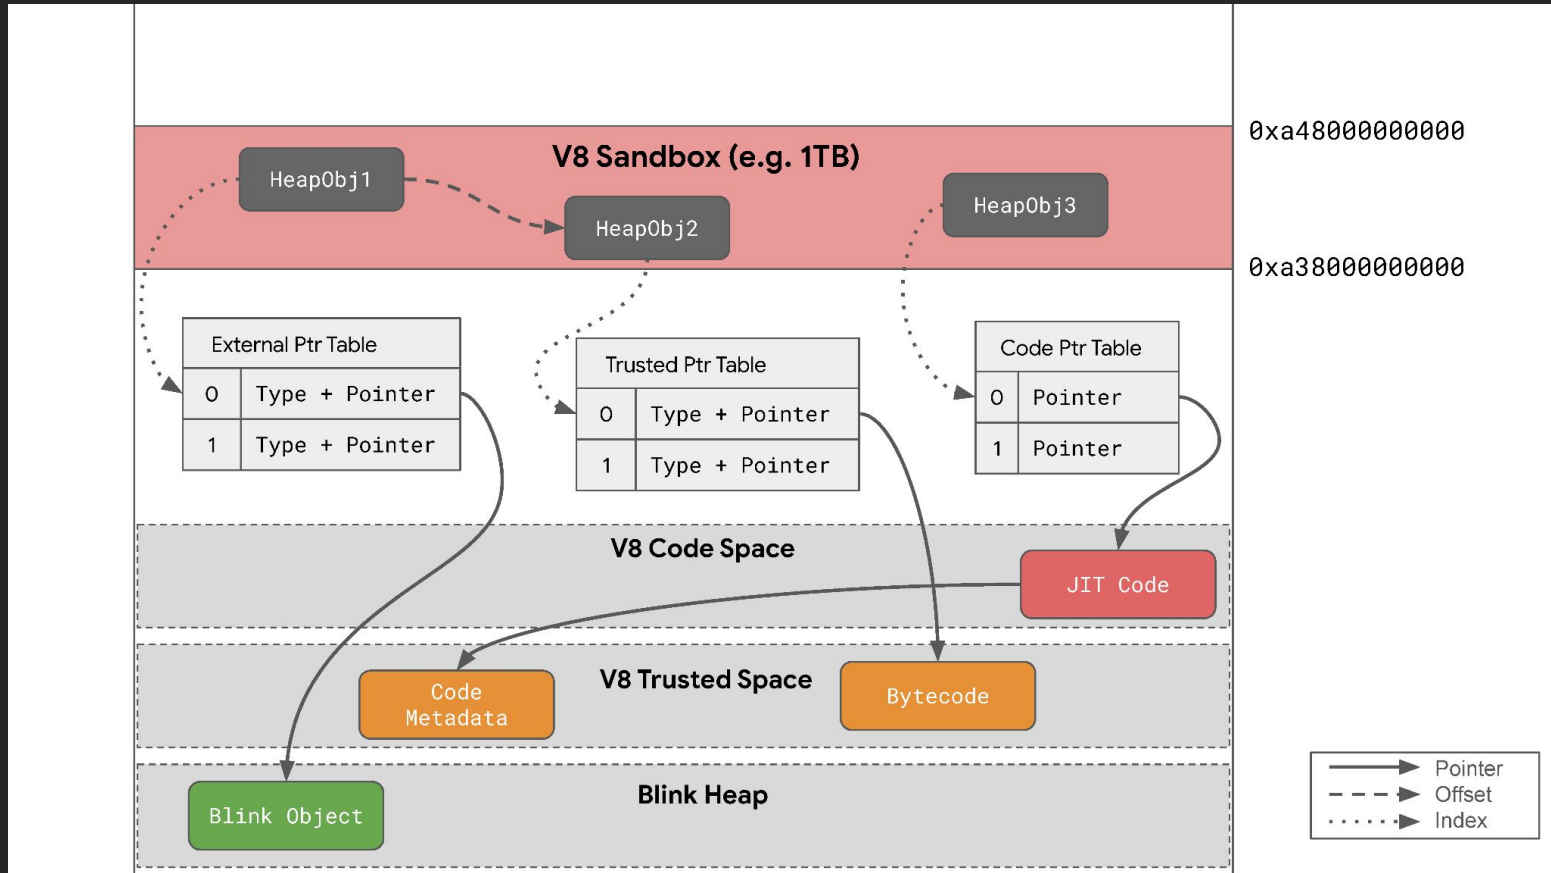 0xa48000000000
V8 Sandbox (e.g. 1TB)
HeapObj1
HeapObj2
HeapObj3
0xa38000000000
External Ptr Table
0 Type + Pointer
1 Type + Pointer
Trusted Ptr Table
0 Type + Pointer
1 Type + Pointer
Code Ptr Table
0 Pointer
1 Pointer
V8 Code Space
JIT Code
V8 Trusted Space
Code
Metadata
Bytecode
Blink Heap
Blink Object
Pointer
Offset
Index